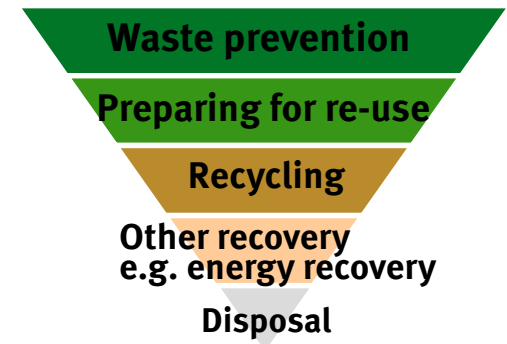 Waste prevention
Preparing for re-use
Recycling
Other recovery
e.g. energy recovery
Disposal